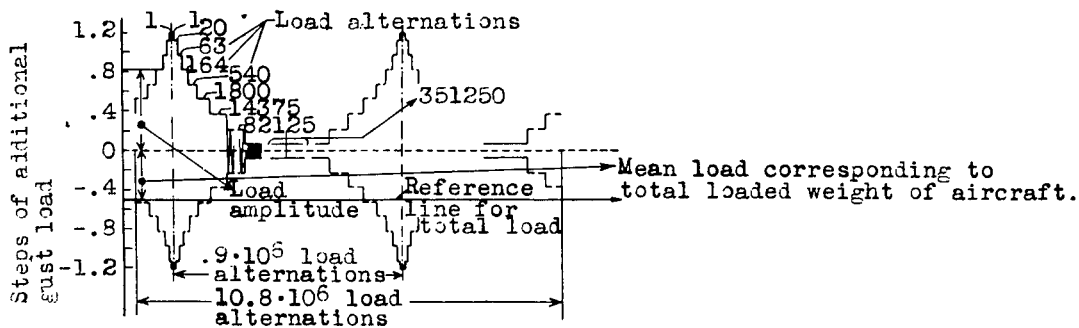 Steps of additional
gust load
1.2
.8
.4
0
-.4
-.8
-1.2
1
1
20
63
164
540
1800
14375
82125
Load alternations
351250
Mean load corresponding to
total loaded weight of aircraft.
Load
amplitude
Reference
line for
total load
.9·10⁶ load
alternations
10.8·10⁶ load
alternations